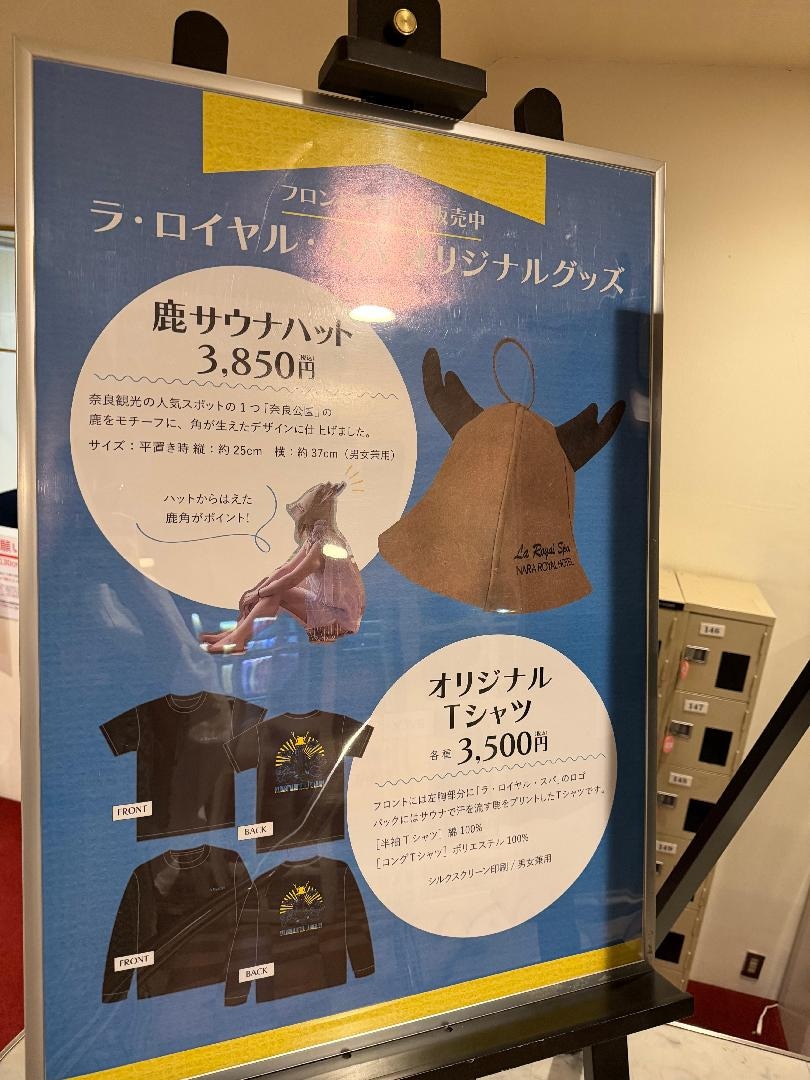 フロン 販売中
ラ・ロイヤル・スパ オリジナルグッズ
鹿サウナハット
3,850円(税込)
奈良観光の人気スポットの1つ「奈良公園」の
鹿をモチーフに、角が生えたデザインに仕上げました。
サイズ：平置き時 縦：約25cm 横：約37cm（男女兼用）
ハットからはえた
鹿角がポイント!
La Royal Spa
NARA ROYAL HOTEL
オリジナル
Tシャツ
各種 3,500円(税込)
フロントには左胸部分に「ラ・ロイヤル・スパ」のロゴ
バックにはサウナで汗を流す鹿をプリントしたTシャツです。
［半袖Tシャツ］綿100%
［ロングTシャツ］ポリエステル100%
シルクスクリーン印刷 / 男女兼用
FRONT
BACK
FRONT
BACK
146
147
148
149